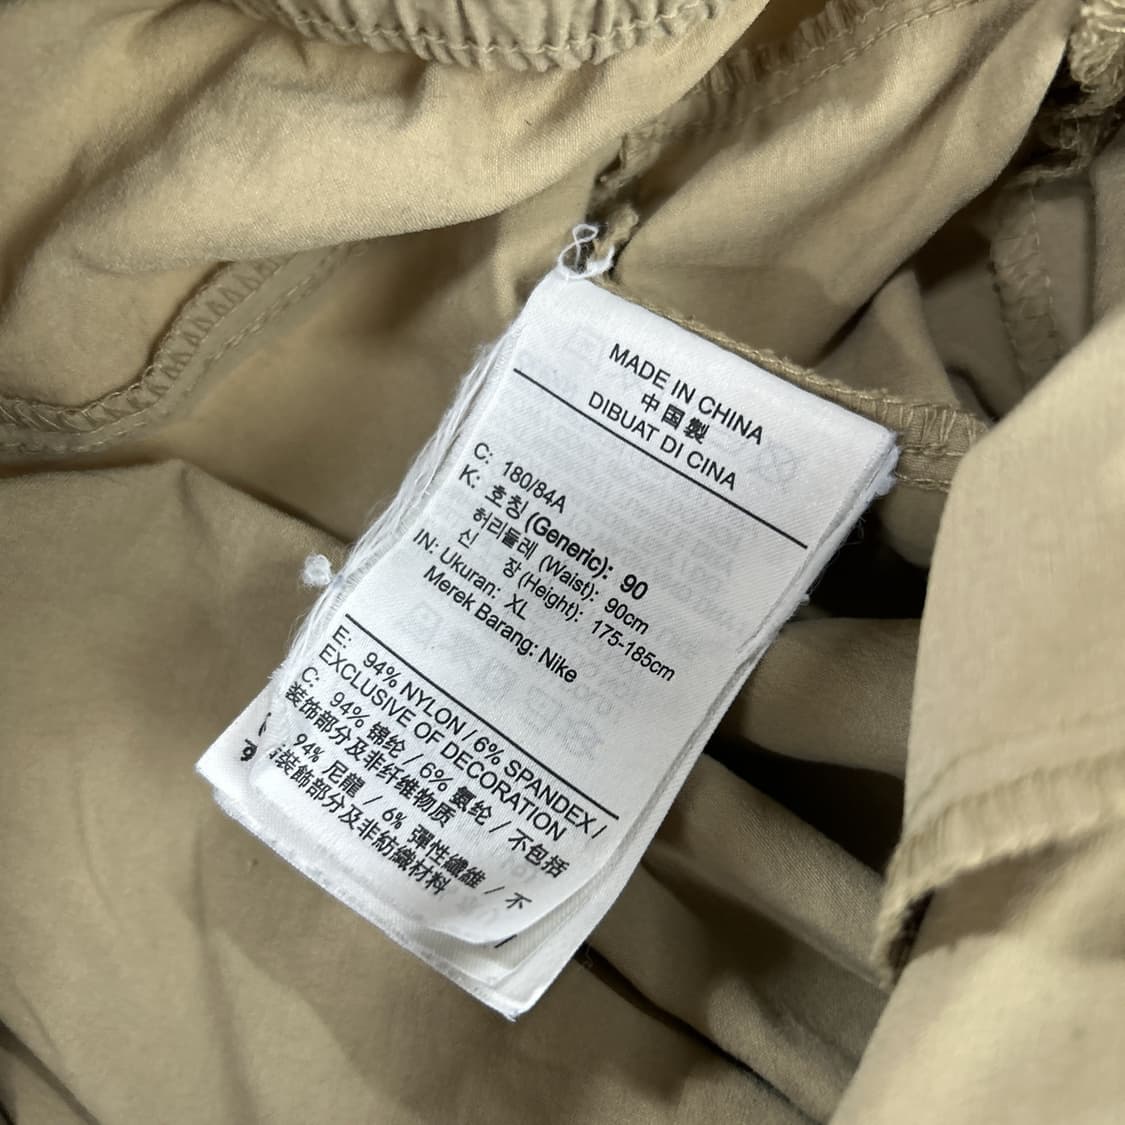 MADE IN CHINA
中国製
DIBUAT DI CINA
C: 180/84A
K: 호칭 (Generic): 90
허리둘레 (Waist): 90cm
신 장 (Height): 175-185cm
IN: Ukuran: XL
Merek Barang: Nike
E: 94% NYLON / 6% SPANDEX /
EXCLUSIVE OF DECORATION
C: 94% 锦纶 / 6% 氨纶 / 不包括
装饰部分及非纤维物质
94% 尼龍 / 6% 彈性纖維 / 不
裝飾部分及非紡織材料